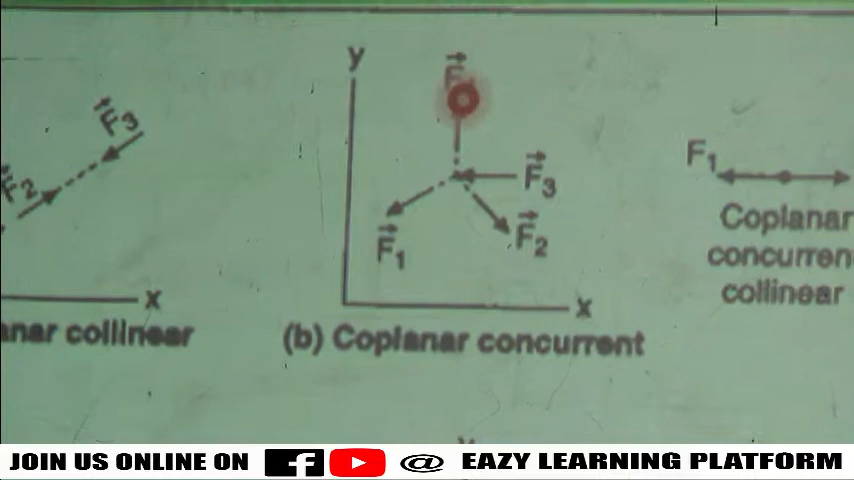 y
F
F3
F2
F3
F1
F2
x
x
anar collinear
(b) Coplanar concurrent
F1
Coplanar
concurren
collinear
JOIN US ONLINE ON @ EAZY LEARNING PLATFORM